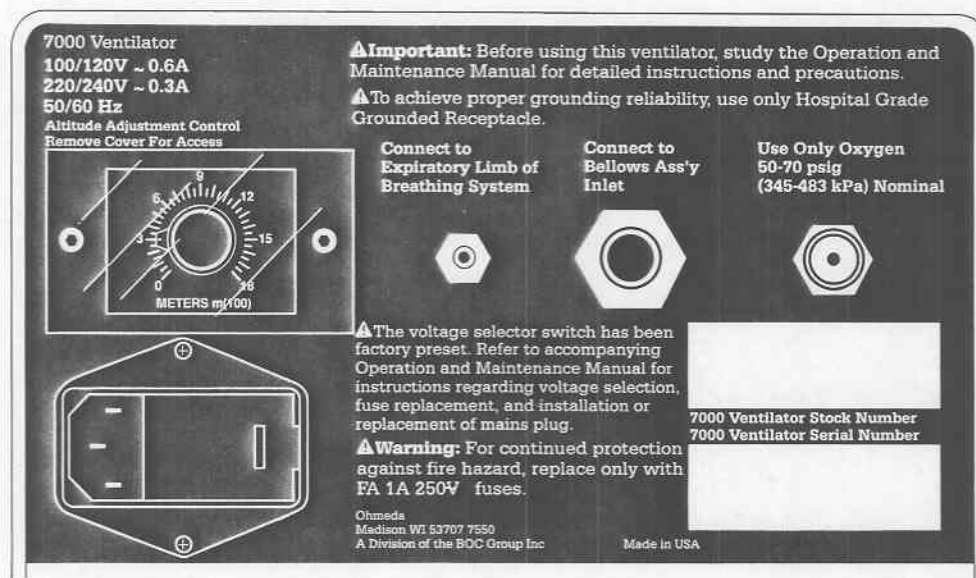 7000 Ventilator
100/120V ~ 0.6A
220/240V ~ 0.3A
50/60 Hz
Altitude Adjustment Control
Remove Cover For Access
0
3
6
9
12
15
18
METERS m(100)
⚠Important: Before using this ventilator, study the Operation and
Maintenance Manual for detailed instructions and precautions.
⚠To achieve proper grounding reliability, use only Hospital Grade
Grounded Receptacle.
Connect to
Expiratory Limb of
Breathing System
Connect to
Bellows Ass'y
Inlet
Use Only Oxygen
50-70 psig
(345-483 kPa) Nominal
⚠The voltage selector switch has been
factory preset. Refer to accompanying
Operation and Maintenance Manual for
instructions regarding voltage selection,
fuse replacement, and installation or
replacement of mains plug.
⚠Warning: For continued protection
against fire hazard, replace only with
FA 1A 250V fuses.
Ohmeda
Madison WI 53707 7550
A Division of the BOC Group Inc
Made in USA
7000 Ventilator Stock Number
7000 Ventilator Serial Number